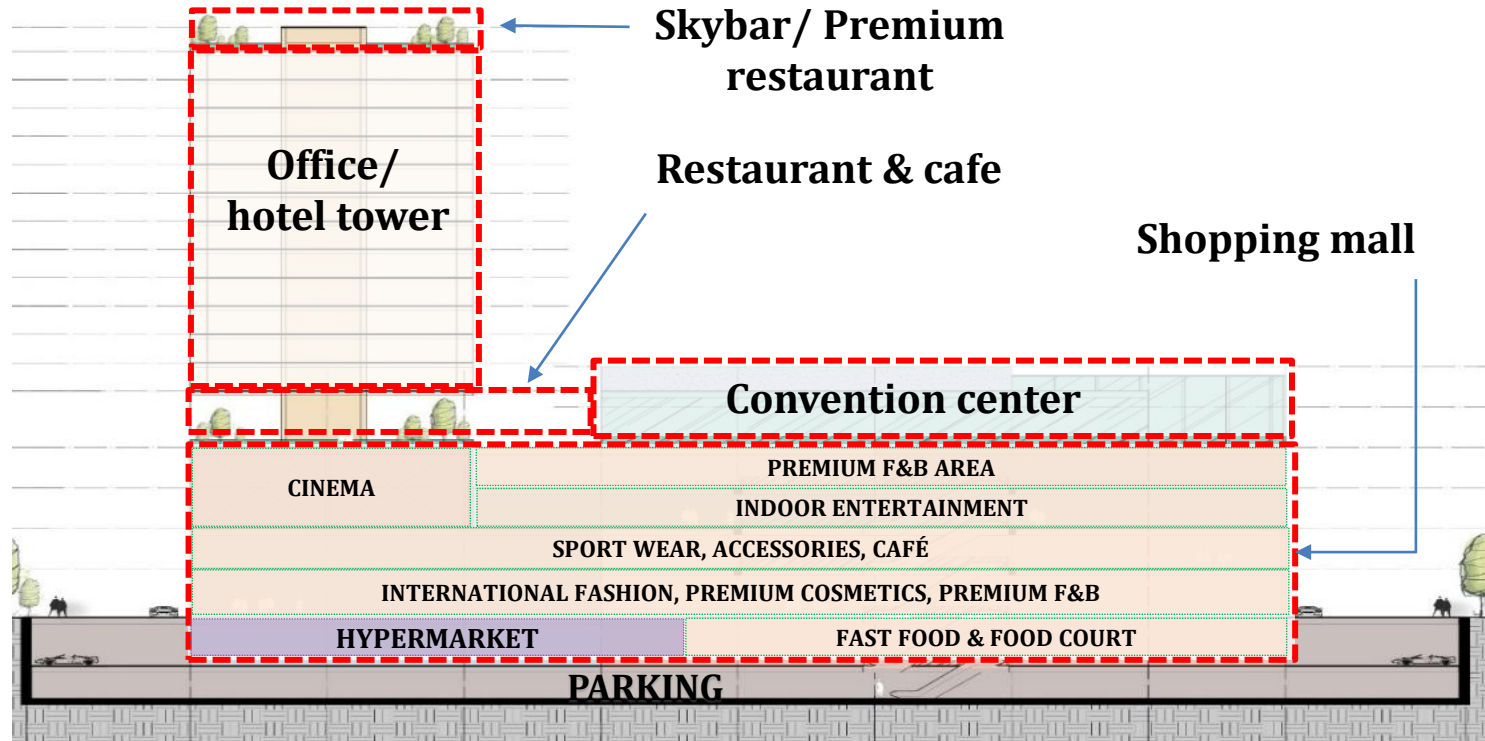 Skybar/ Premium
restaurant
Office/
hotel tower
Restaurant & cafe
Shopping mall
Convention center
PREMIUM F&B AREA
CINEMA
INDOOR ENTERTAINMENT
SPORT WEAR, ACCESSORIES, CAFÉ
INTERNATIONAL FASHION, PREMIUM COSMETICS, PREMIUM F&B
HYPERMARKET
FAST FOOD & FOOD COURT
PARKING